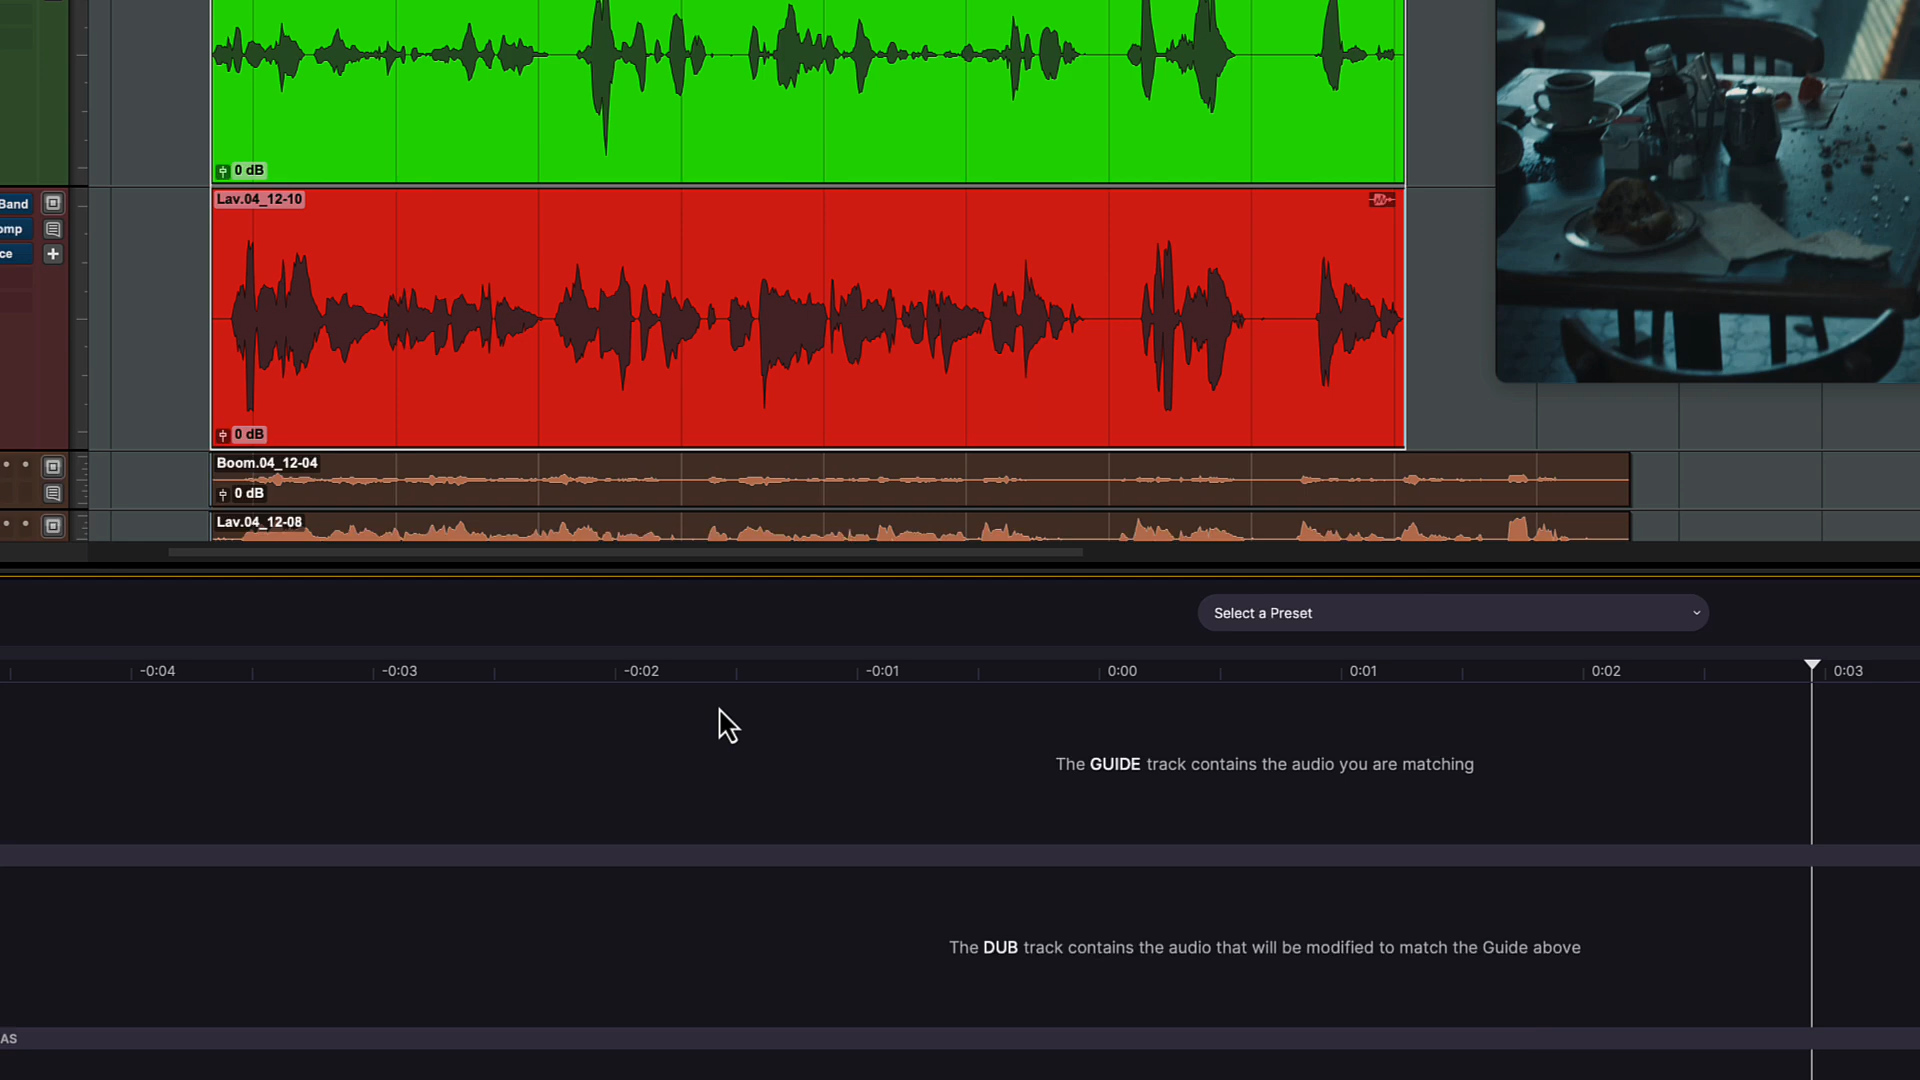 0 dB
Band
Lav.04_12-10
omp
ce
0 dB
Boom.04_12-04
0 dB
Lav.04_12-08
Select a Preset
-0:04 -0:03 -0:02 -0:01 0:00 0:01 0:02 0:03
The GUIDE track contains the audio you are matching
The DUB track contains the audio that will be modified to match the Guide above
AS